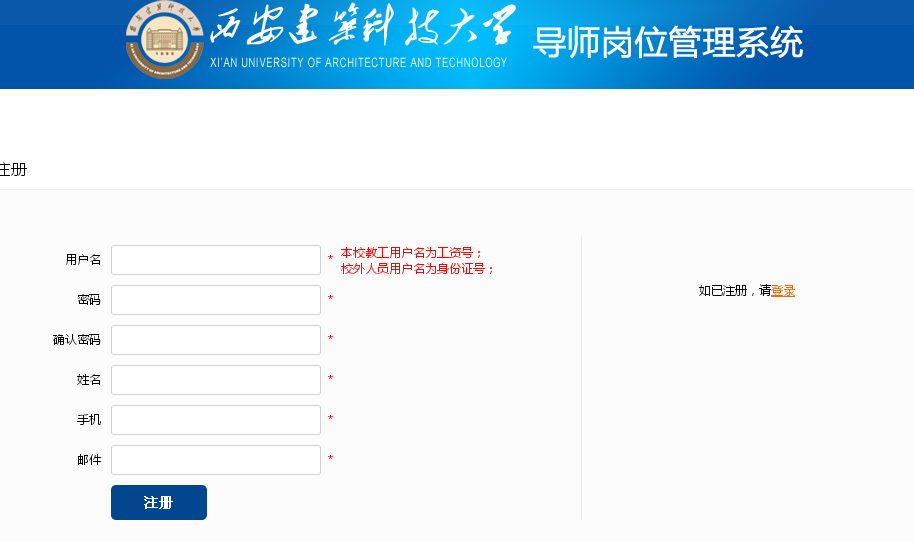 西安建筑科技大学
XI'AN UNIVERSITY OF ARCHITECTURE AND TECHNOLOGY
导师岗位管理系统
注册
用户名 * 本校教工用户名为工资号；
校外人员用户名为身份证号；
密码 *
确认密码 *
姓名 *
手机 *
邮件 *
注册
如已注册，请登录